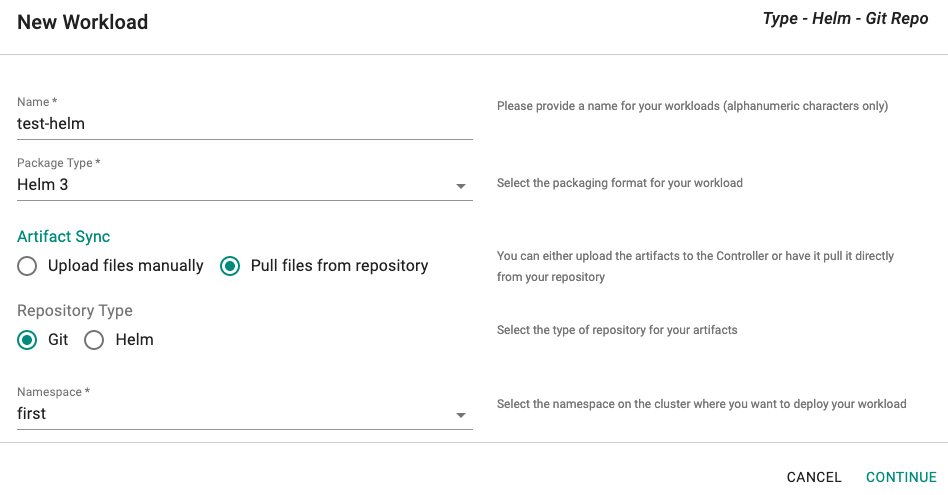 New Workload
Type - Helm - Git Repo
Name *
test-helm
Please provide a name for your workloads (alphanumeric characters only)
Package Type *
Helm 3
Select the packaging format for your workload
Artifact Sync
Upload files manually
Pull files from repository
You can either upload the artifacts to the Controller or have it pull it directly
from your repository
Repository Type
Git
Helm
Select the type of repository for your artifacts
Namespace *
first
Select the namespace on the cluster where you want to deploy your workload
CANCEL
CONTINUE